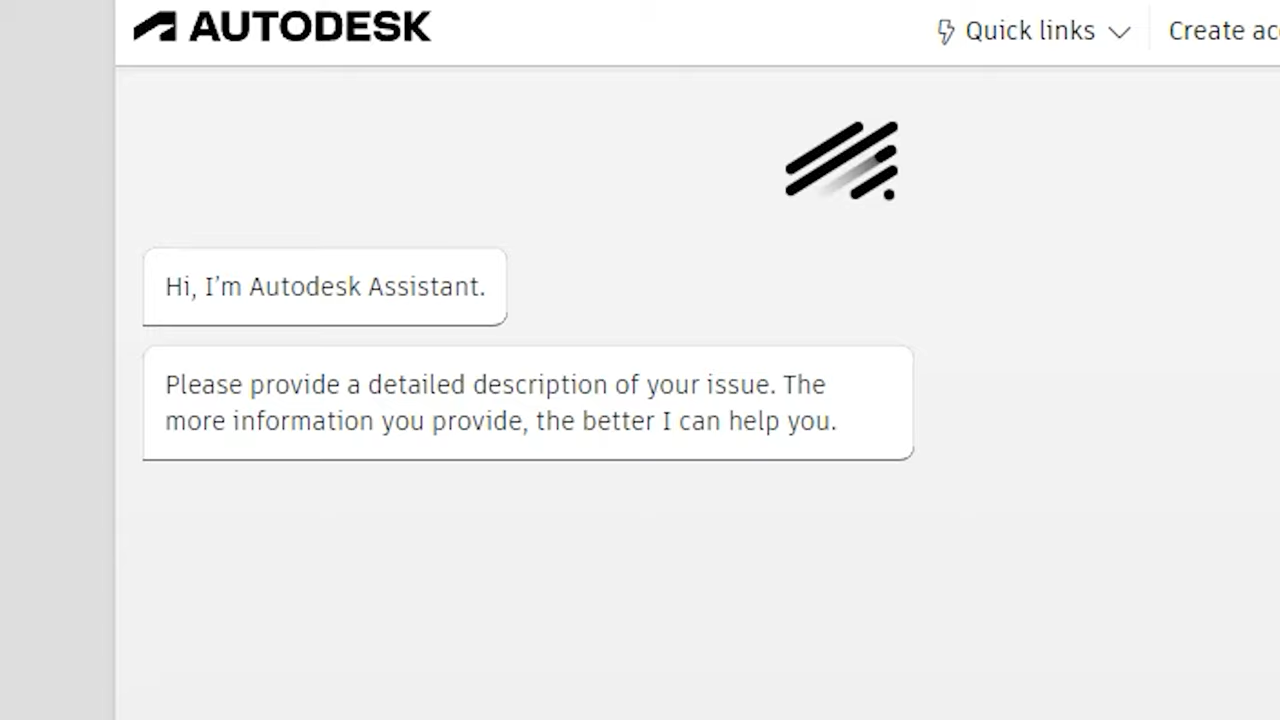 AUTODESK
Quick links
Create acc
Hi, I’m Autodesk Assistant.
Please provide a detailed description of your issue. The
more information you provide, the better I can help you.